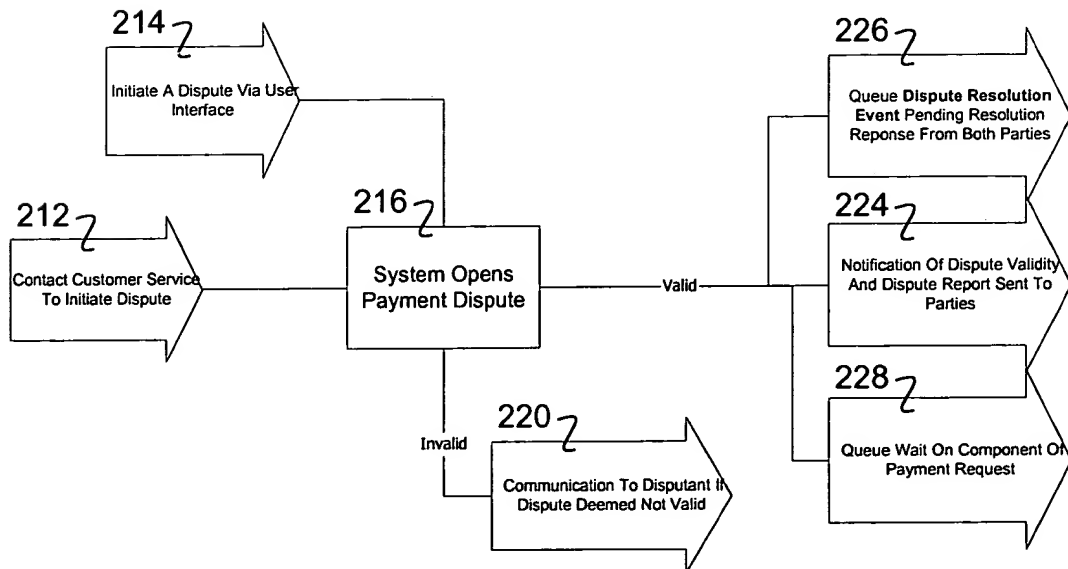 214
Initiate A Dispute Via User
Interface
212
Contact Customer Service
To Initiate Dispute
216
System Opens
Payment Dispute
Valid
Invalid
220
Communication To Disputant If
Dispute Deemed Not Valid
226
Queue Dispute Resolution
Event Pending Resolution
Reponse From Both Parties
224
Notification Of Dispute Validity
And Dispute Report Sent To
Parties
228
Queue Wait On Component Of
Payment Request